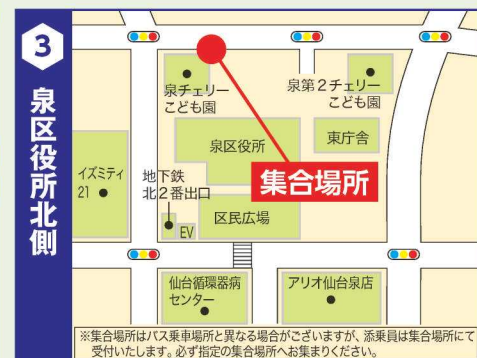 3
泉区役所北側
泉チェリー
こども園
泉第2チェリー
こども園
泉区役所
東庁舎
集合場所
イズミティ
21
地下鉄
北2番出口
EV
区民広場
仙台循環器病
センター
アリオ仙台泉店
※集合場所はバス乗車場所と異なる場合がございますが、添乗員は集合場所にて
受付いたします。必ず指定の集合場所へお集まりください。